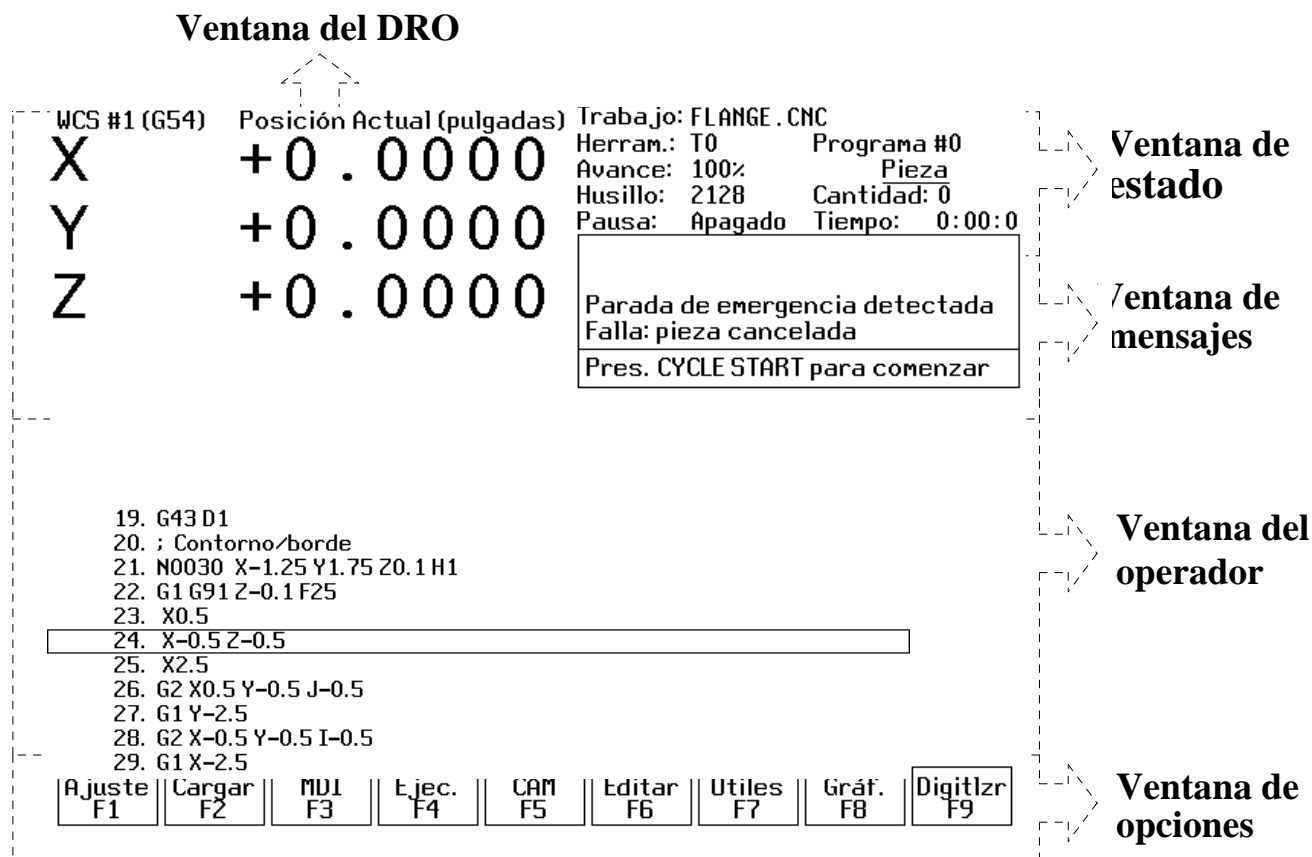 Ventana del DRO
WCS #1 (G54) Posición Actual (pulgadas)
X +0.0000
Y +0.0000
Z +0.0000
Trabajo: FLANGE.CNC
Herram.: T0 Programa #0
Avance: 100% Pieza
Husillo: 2128 Cantidad: 0
Pausa: Apagado Tiempo: 0:00:0
Parada de emergencia detectada
Falla: pieza cancelada
Pres. CYCLE START para comenzar
Ventana de
estado
Ventana de
mensajes
19. G43 D1
20. ; Contorno/borde
21. N0030 X-1.25 Y1.75 Z0.1 H1
22. G1 G91 Z-0.1 F25
23. X0.5
24. X-0.5 Z-0.5
25. X2.5
26. G2 X0.5 Y-0.5 J-0.5
27. G1 Y-2.5
28. G2 X-0.5 Y-0.5 I-0.5
29. G1 X-2.5
Ventana del
operador
Ajuste Cargar MDI Ejec. CAM Editar Utiles Gráf. Digitlzr
F1 F2 F3 F4 F5 F6 F7 F8 F9
Ventana de
opciones